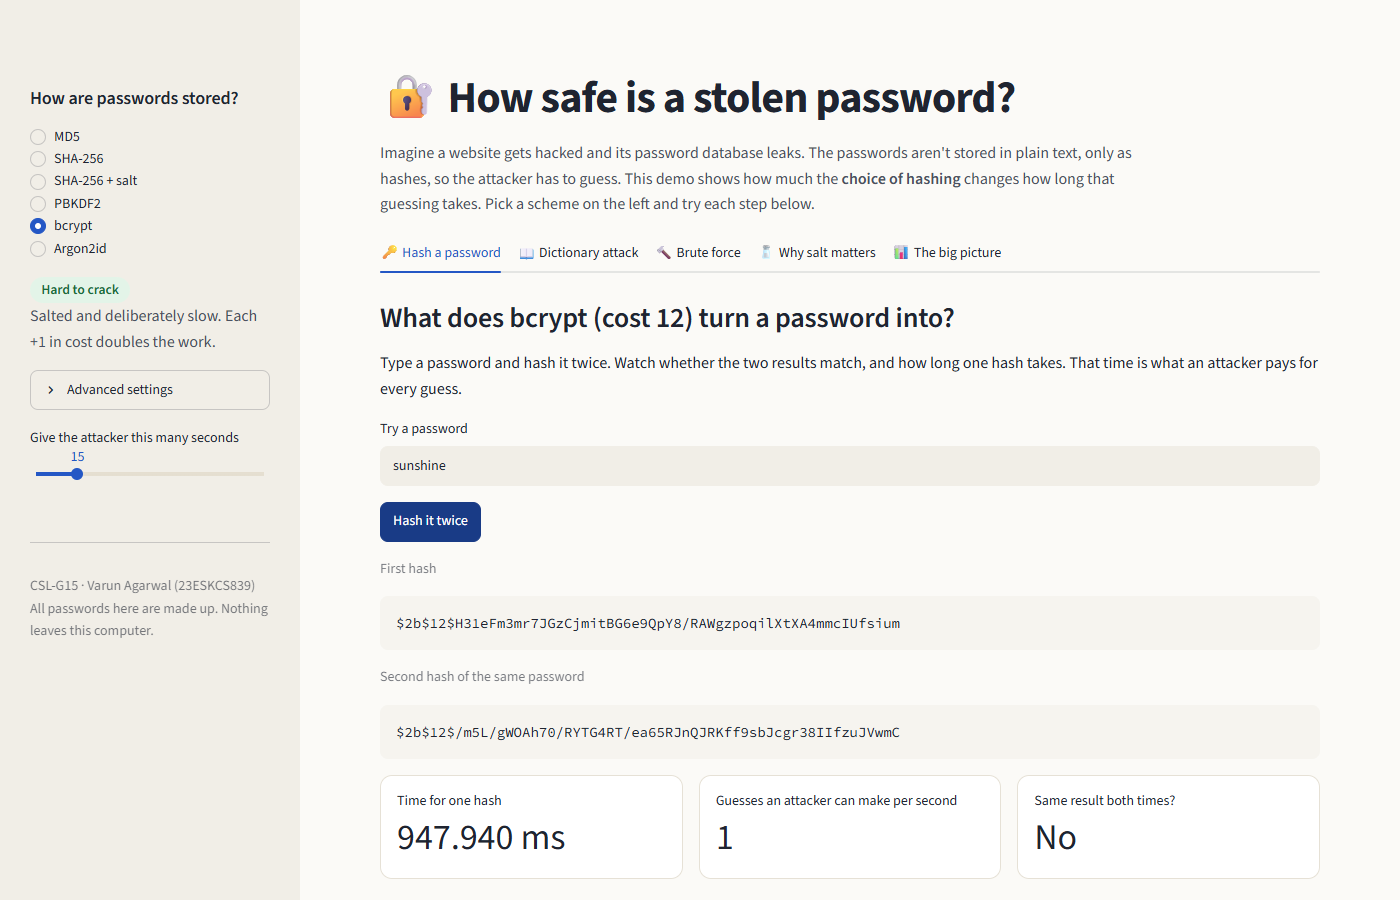 How are passwords stored?
MD5
SHA-256
SHA-256 + salt
PBKDF2
bcrypt
Argon2id
Hard to crack
Salted and deliberately slow. Each
+1 in cost doubles the work.
Advanced settings
Give the attacker this many seconds
15
CSL-G15 · Varun Agarwal (23ESKCS839)
All passwords here are made up. Nothing
leaves this computer.
How safe is a stolen password?
Imagine a website gets hacked and its password database leaks. The passwords aren't stored in plain text, only as
hashes, so the attacker has to guess. This demo shows how much the choice of hashing changes how long that
guessing takes. Pick a scheme on the left and try each step below.
Hash a password Dictionary attack Brute force Why salt matters The big picture
What does bcrypt (cost 12) turn a password into?
Type a password and hash it twice. Watch whether the two results match, and how long one hash takes. That time is what an attacker pays for
every guess.
Try a password
sunshine
Hash it twice
First hash
$2b$12$H31eFm3mr7JGzCjmitBG6e9QpY8/RAWgzpoqilXtXA4mmcIUfsium
Second hash of the same password
$2b$12$/m5L/gWOAh70/RYTG4RT/ea65RJnQJRKff9sbJcgr38IIfzuJVwmC
Time for one hash
947.940 ms
Guesses an attacker can make per second
1
Same result both times?
No